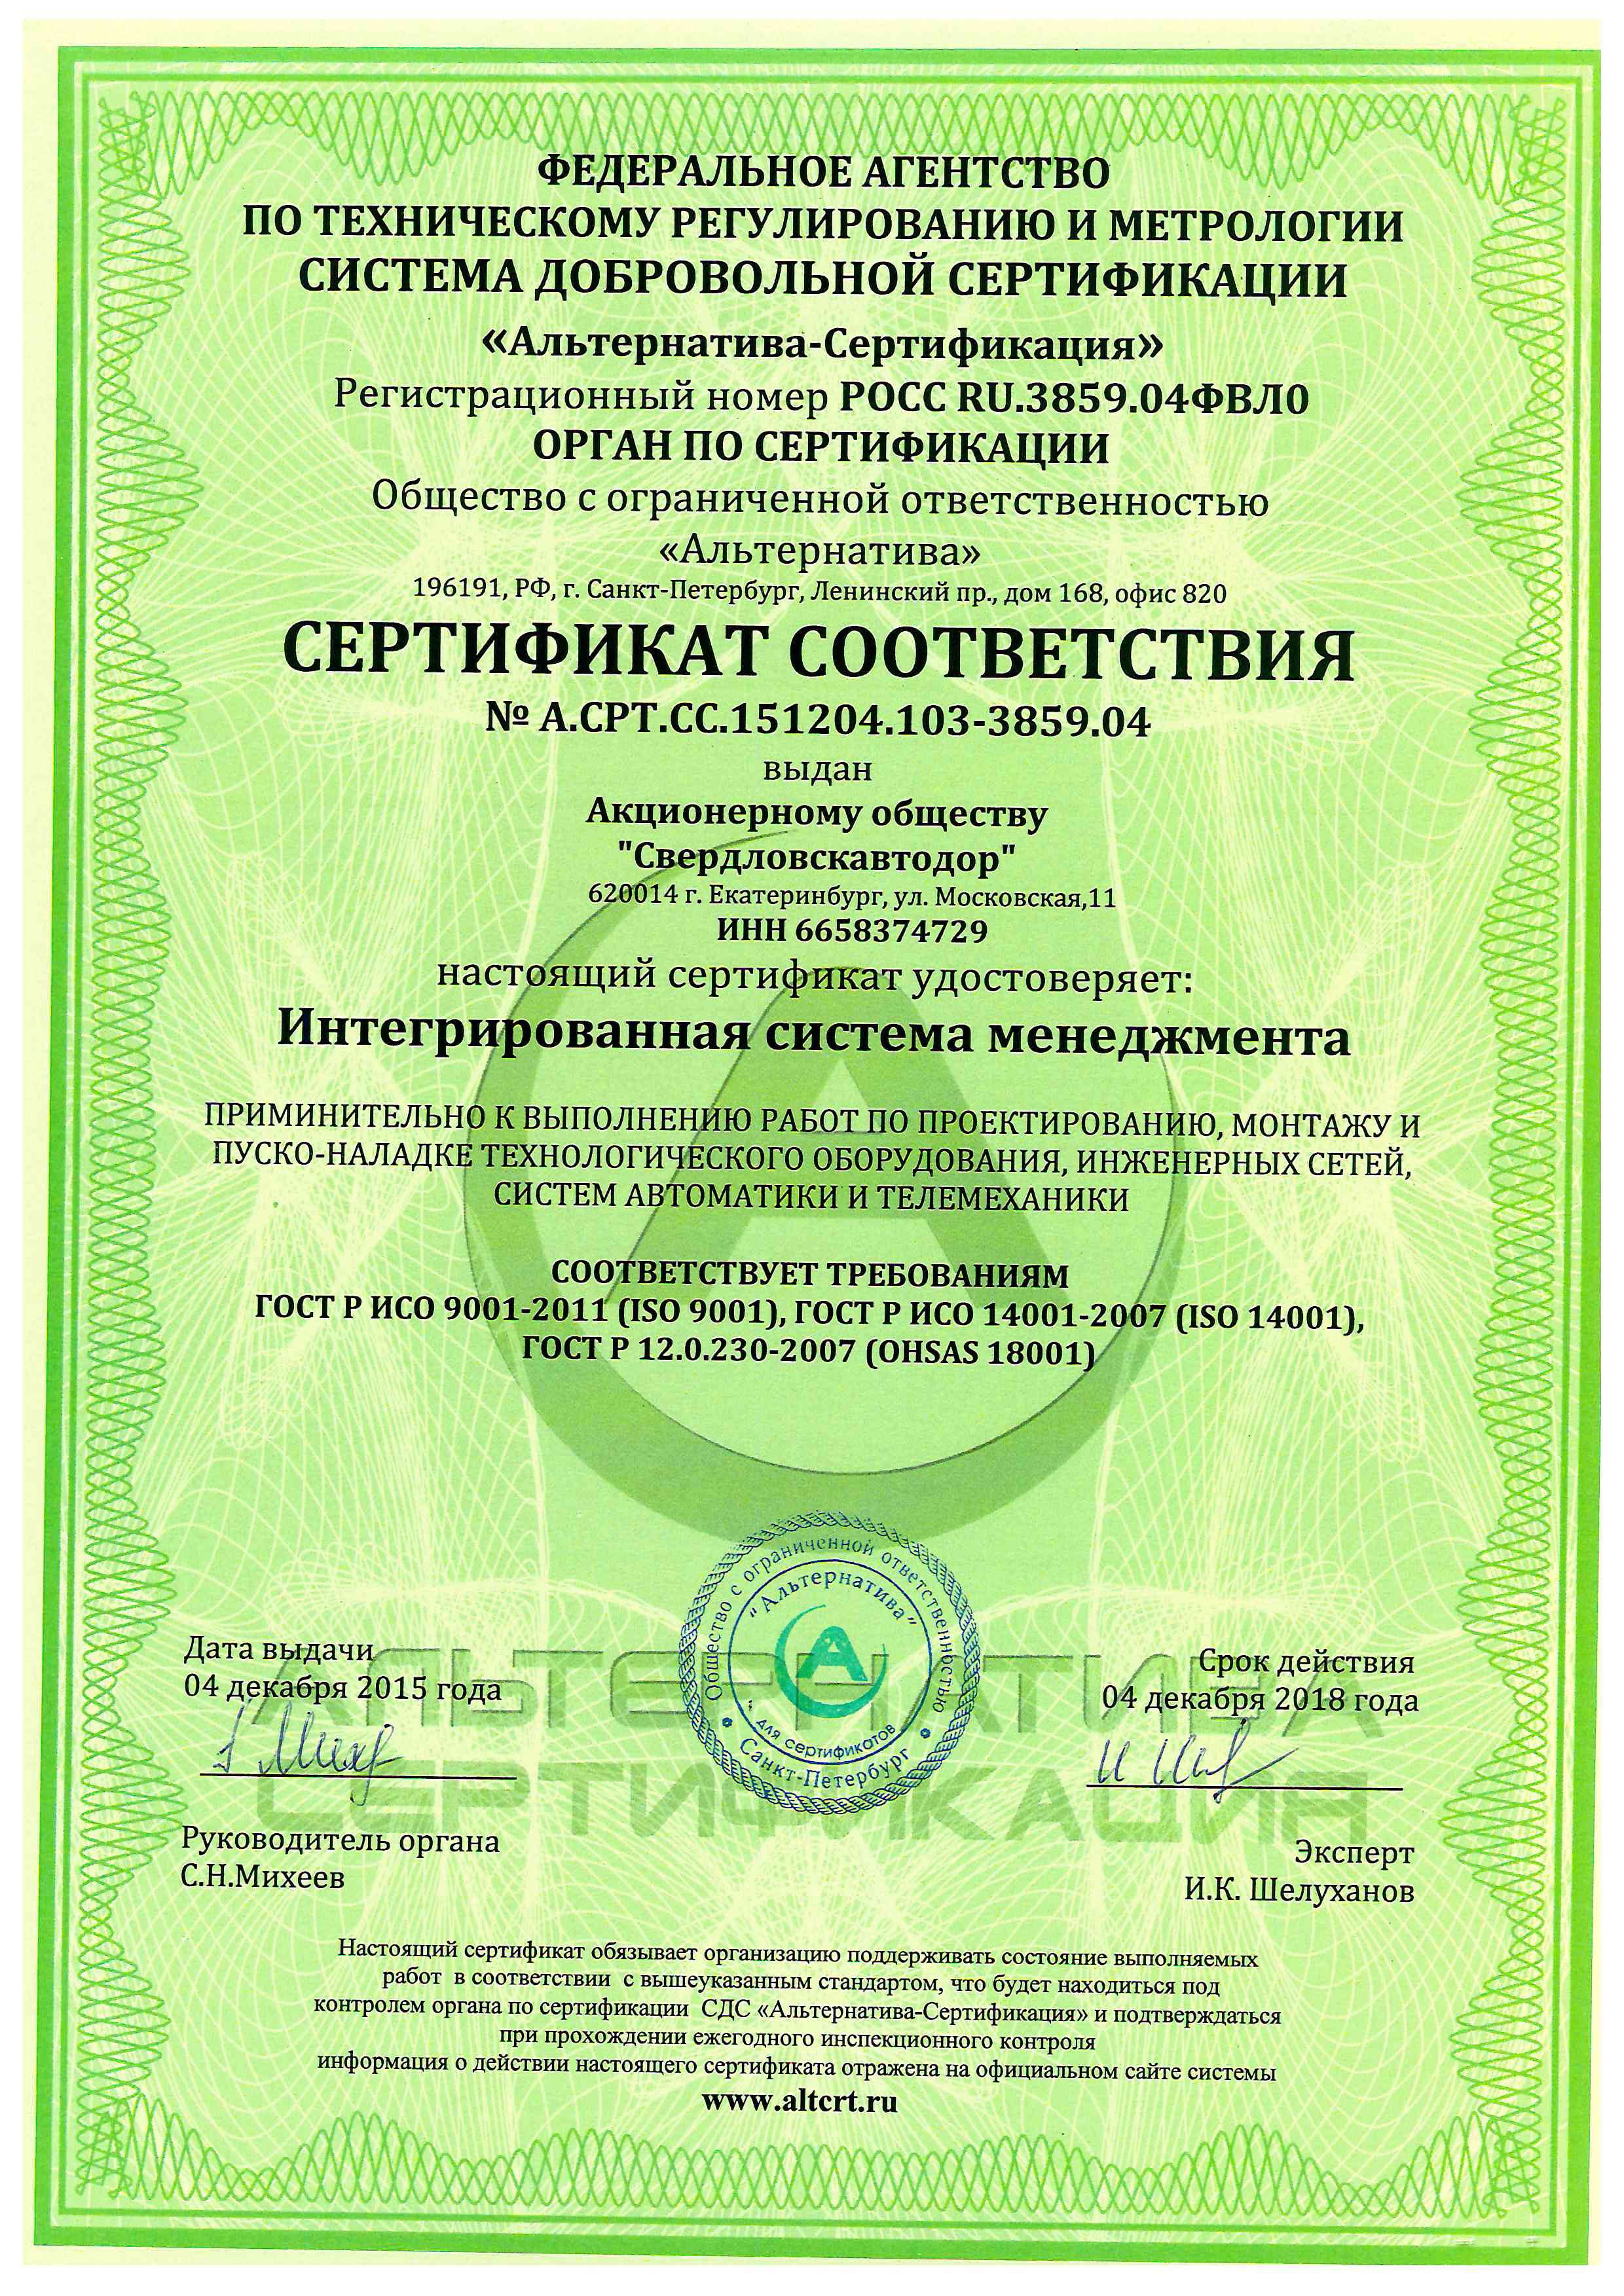 ФЕДЕРАЛЬНОЕ АГЕНТСТВО
ПО ТЕХНИЧЕСКОМУ РЕГУЛИРОВАНИЮ И МЕТРОЛОГИИ
СИСТЕМА ДОБРОВОЛЬНОЙ СЕРТИФИКАЦИИ
«Альтернатива-Сертификация»
Регистрационный номер РОСС RU.3859.04ФВЛ0
ОРГАН ПО СЕРТИФИКАЦИИ
Общество с ограниченной ответственностью
«Альтернатива»
196191, РФ, г. Санкт-Петербург, Ленинский пр., дом 168, офис 820
СЕРТИФИКАТ СООТВЕТСТВИЯ
№ А.СРТ.СС.151204.103-3859.04
выдан
Акционерному обществу
"Свердловскавтодор"
620014 г. Екатеринбург, ул. Московская,11
ИНН 6658374729
настоящий сертификат удостоверяет:
Интегрированная система менеджмента
ПРИМИНИТЕЛЬНО К ВЫПОЛНЕНИЮ РАБОТ ПО ПРОЕКТИРОВАНИЮ, МОНТАЖУ И
ПУСКО-НАЛАДКЕ ТЕХНОЛОГИЧЕСКОГО ОБОРУДОВАНИЯ, ИНЖЕНЕРНЫХ СЕТЕЙ,
СИСТЕМ АВТОМАТИКИ И ТЕЛЕМЕХАНИКИ
СООТВЕТСТВУЕТ ТРЕБОВАНИЯМ
ГОСТ Р ИСО 9001-2011 (ISO 9001), ГОСТ Р ИСО 14001-2007 (ISO 14001),
ГОСТ Р 12.0.230-2007 (OHSAS 18001)
Общество с ограниченной ответственностью
"Альтернатива"
А
для сертификатов
Санкт-Петербург
АЛЬТЕРНАТИВА
СЕРТИФИКАЦИЯ
Дата выдачи
04 декабря 2015 года
Срок действия
04 декабря 2018 года
Руководитель органа
С.Н.Михеев
Эксперт
И.К. Шелуханов
Настоящий сертификат обязывает организацию поддерживать состояние выполняемых
работ в соответствии с вышеуказанным стандартом, что будет находиться под
контролем органа по сертификации СДС «Альтернатива-Сертификация» и подтверждаться
при прохождении ежегодного инспекционного контроля
информация о действии настоящего сертификата отражена на официальном сайте системы
www.altcrt.ru